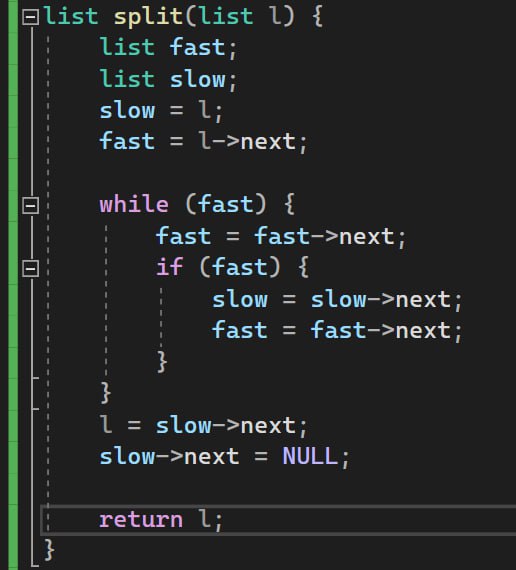 list split(list l) {
list fast;
list slow;
slow = l;
fast = l->next;
while (fast) {
fast = fast->next;
if (fast) {
slow = slow->next;
fast = fast->next;
}
}
l = slow->next;
slow->next = NULL;
return l;
}